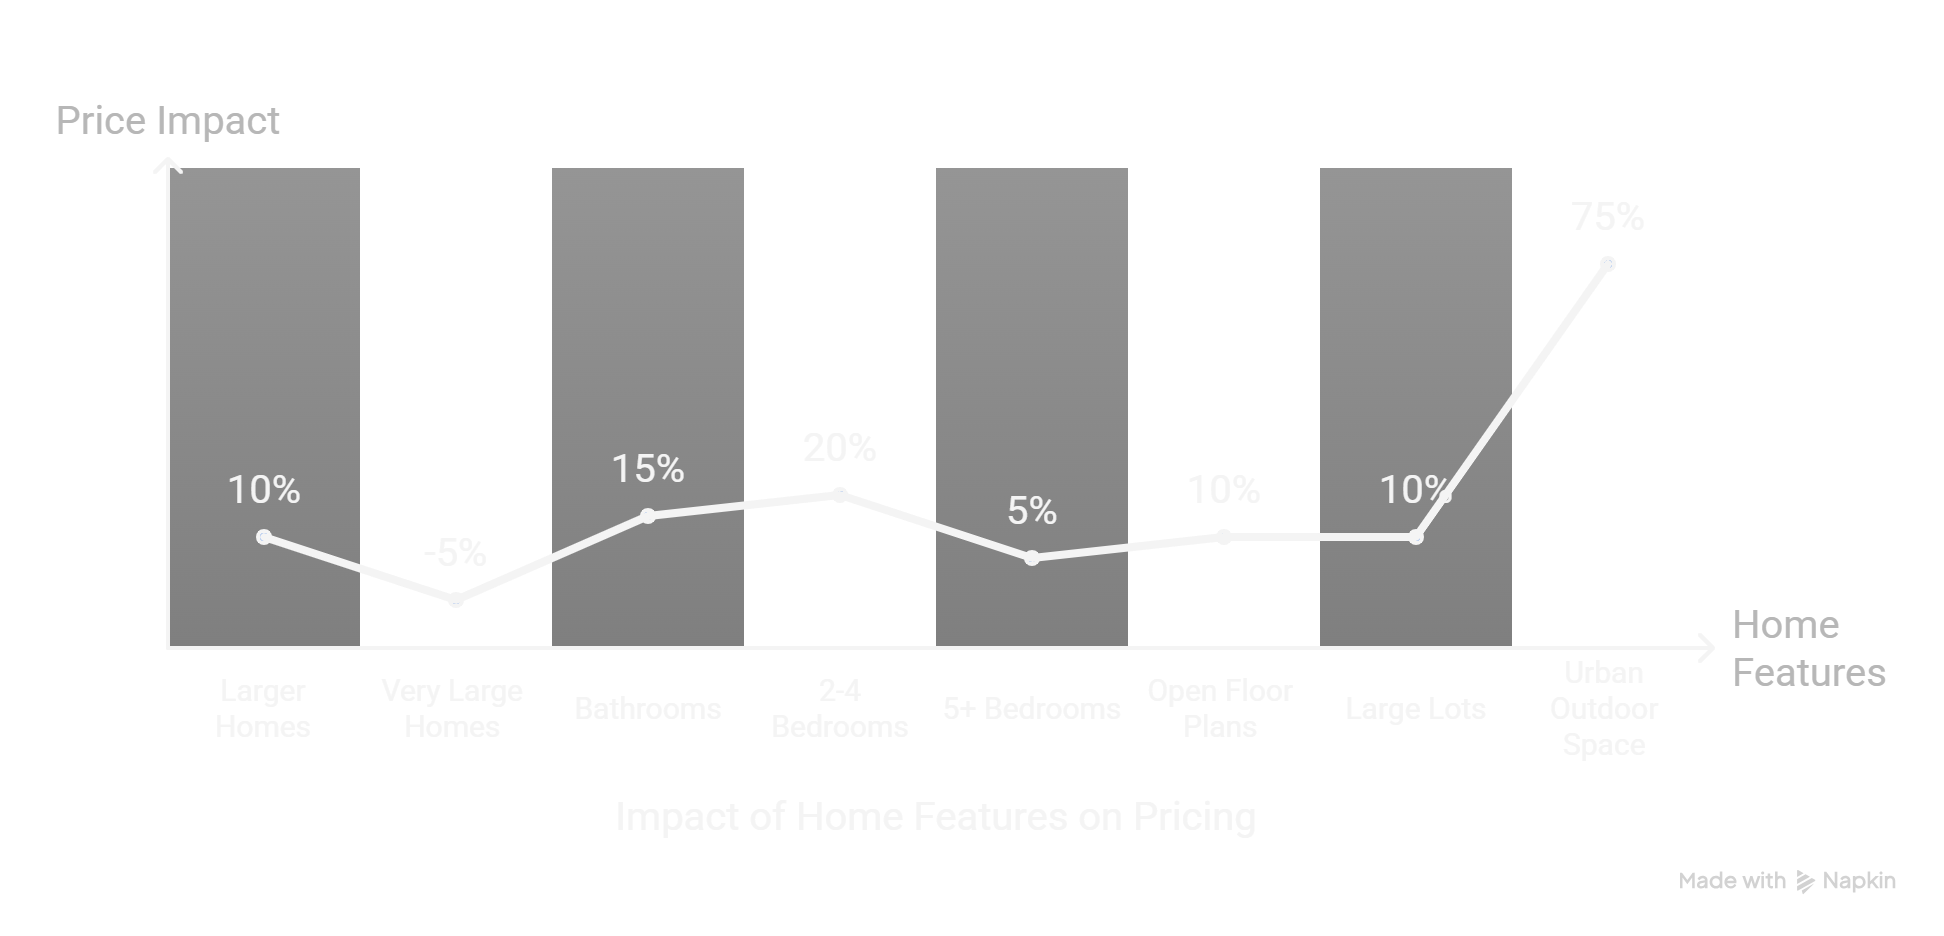 Price Impact
75%
20%
15%
10%
10%
10%
5%
-5%
Home
Features
Larger
Homes
Very Large
Homes
Bathrooms
2-4
Bedrooms
5+ Bedrooms
Open Floor
Plans
Large Lots
Urban
Outdoor
Space
Impact of Home Features on Pricing
Made with Napkin